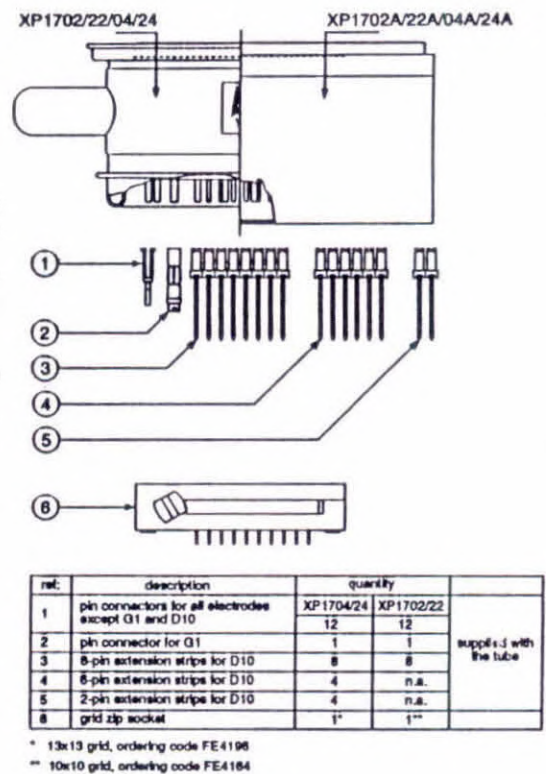 XP1702/22/04/24 XP1702A/22A/04A/24A
1
2
3
4
5
6
ref: description quantity
1 pin connectors for all electrodes except G1 and D10 XP1704/24 XP1702/22
12 12
2 pin connector for G1 1 1 supplied with the tube
3 8-pin extension strips for D10 8 8
4 6-pin extension strips for D10 4 n.a.
5 2-pin extension strips for D10 4 n.a.
6 grid zip socket 1* 1**
* 13x13 grid, ordering code FE4196
** 10x10 grid, ordering code FE4164